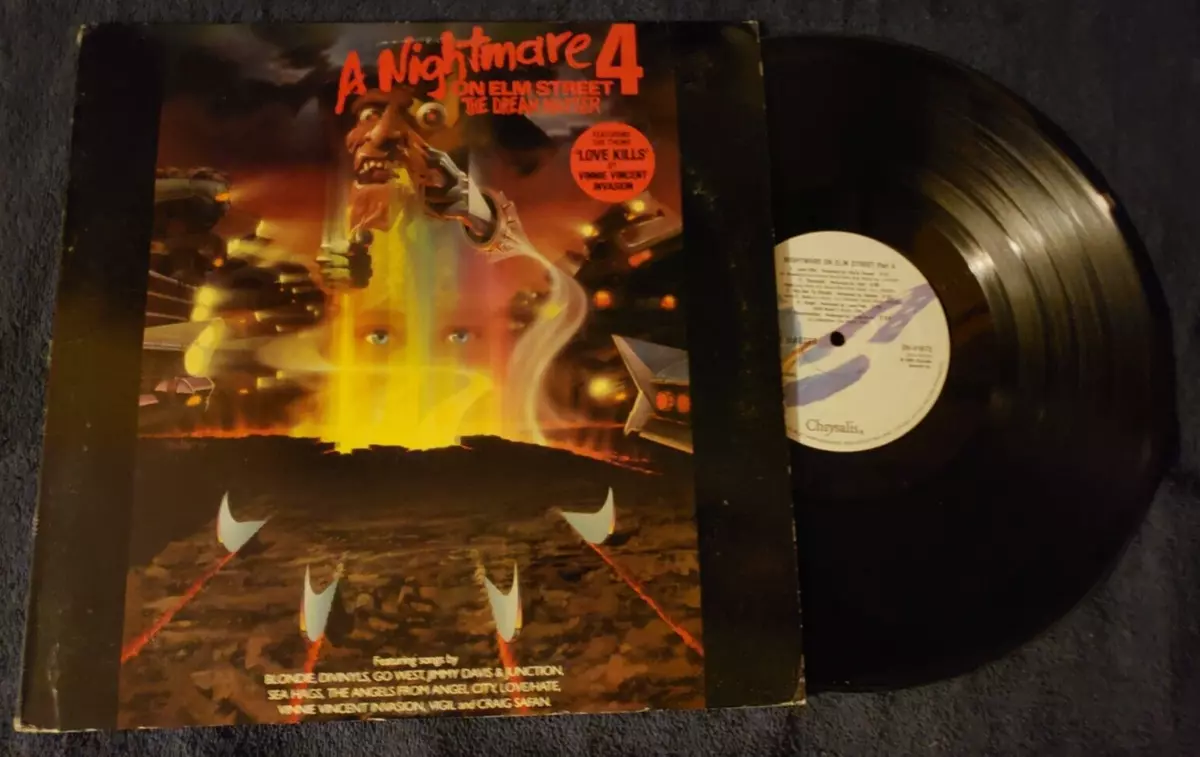 A Nightmare 4
ON ELM STREET
THE DREAM MASTER
FEATURING
THE THEME
"LOVE KILLS"
BY
VINNIE VINCENT
INVASION
Featuring songs by
BLONDIE, DIVINYLS, GO WEST, JIMMY DAVIS & JUNCTION,
SEA HAGS, THE ANGELS FROM ANGEL CITY, LOVE/HATE,
VINNIE VINCENT INVASION, VIGIL and CRAIG SAFAN.
NIGHTMARE ON ELM STREET Part 4
Chrysalis